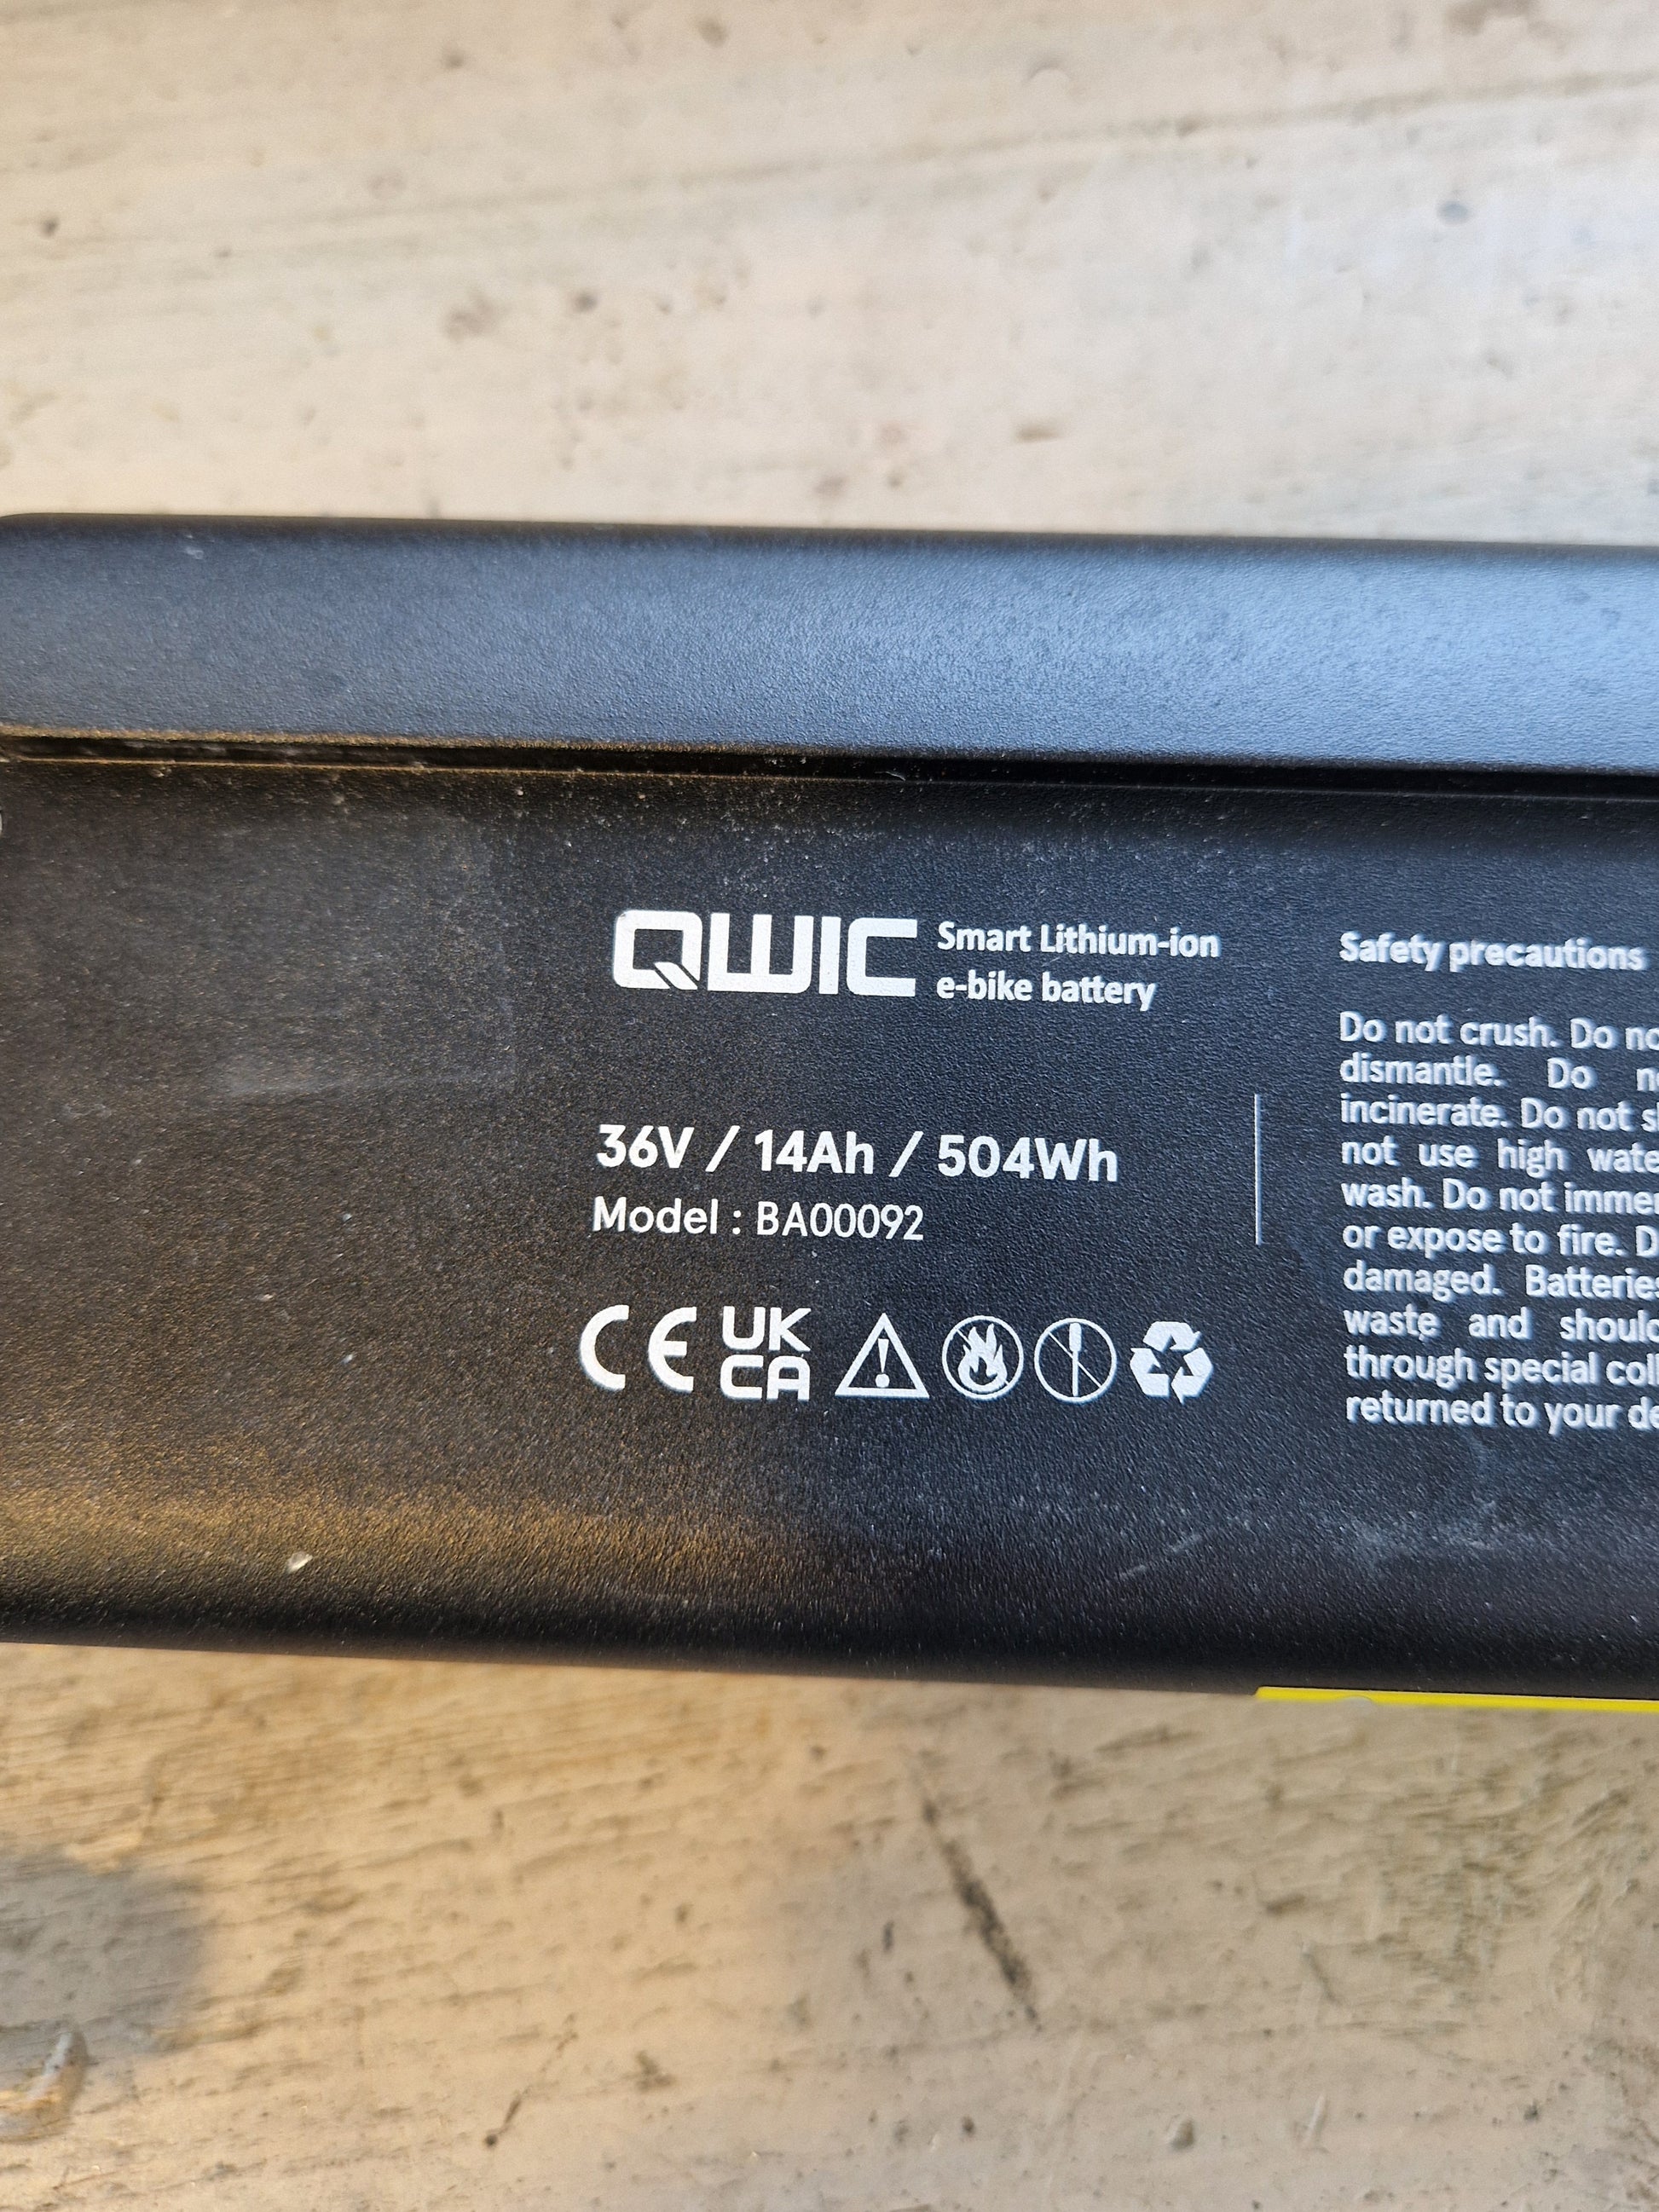 QWIC
Smart Lithium-ion
e-bike battery
36V / 14Ah / 504Wh
Model : BA00092
CE UK
CA
Safety precautions
Do not crush. Do
dismantle. Do
incinerate. Do not
not use high
wash. Do not
or expose to fire.
damaged.
waste and
through special
returned to your